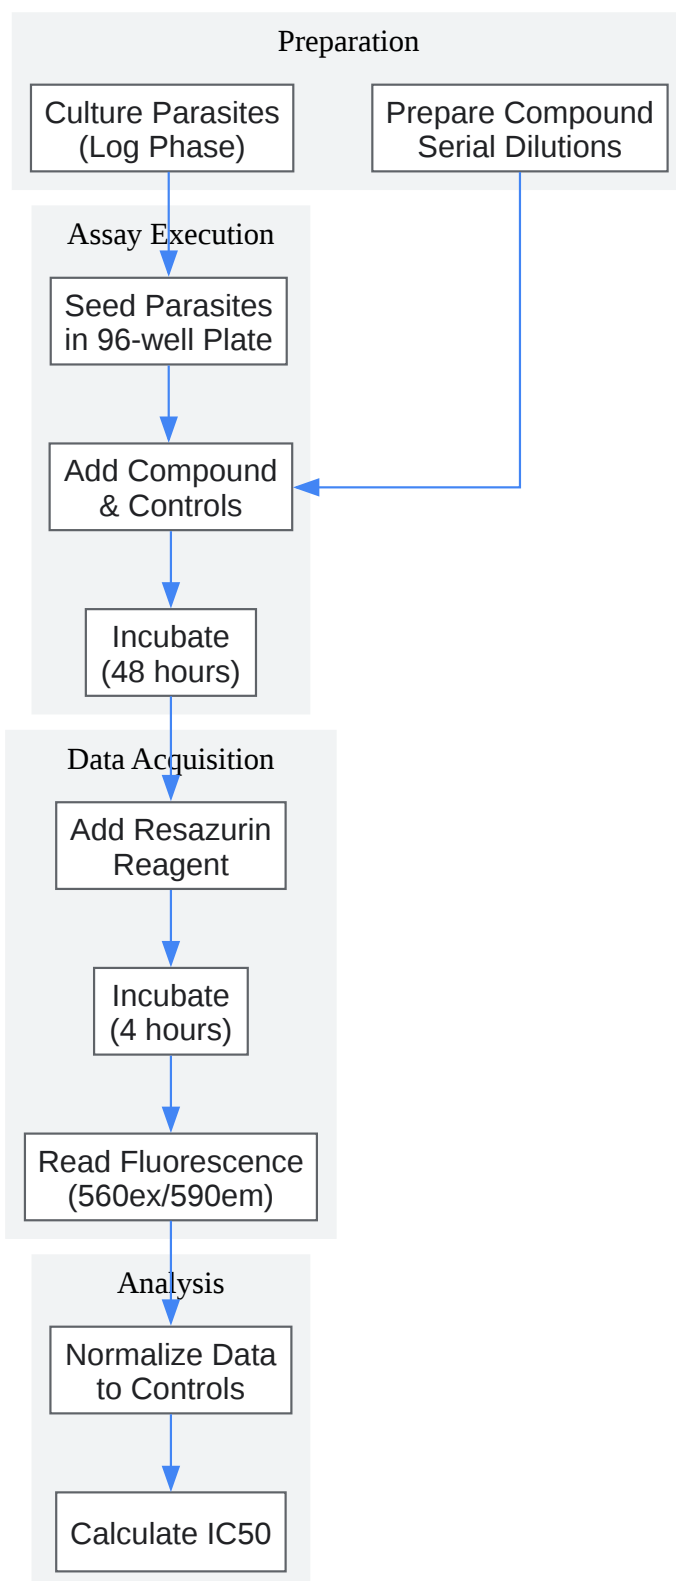 Preparation
Culture Parasites
(Log Phase)
Prepare Compound
Serial Dilutions
Assay Execution
Seed Parasites
in 96-well Plate
Add Compound
& Controls
Incubate
(48 hours)
Data Acquisition
Add Resazurin
Reagent
Incubate
(4 hours)
Read Fluorescence
(560ex/590em)
Analysis
Normalize Data
to Controls
Calculate IC50